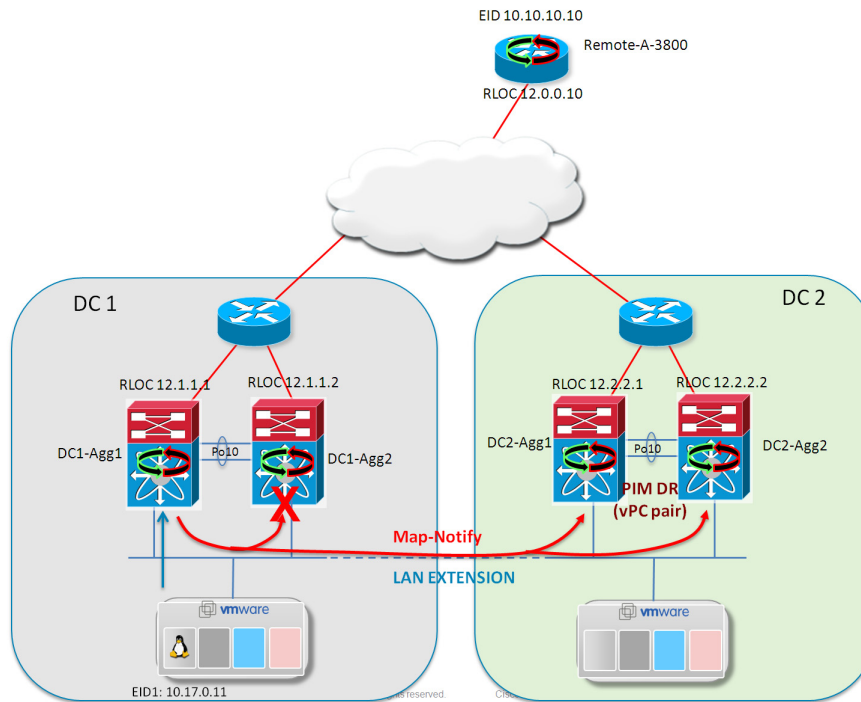 EID 10.10.10.10
Remote-A-3800
RLOC 12.0.0.10
DC 1
DC 2
RLOC 12.1.1.1
RLOC 12.1.1.2
RLOC 12.2.2.1
RLOC 12.2.2.2
DC1-Agg1
Po10
DC1-Agg2
DC2-Agg1
Po10
DC2-Agg2
PIM DR
(vPC pair)
Map-Notify
LAN EXTENSION
vmware
vmware
EID1: 10.17.0.11
reserved.